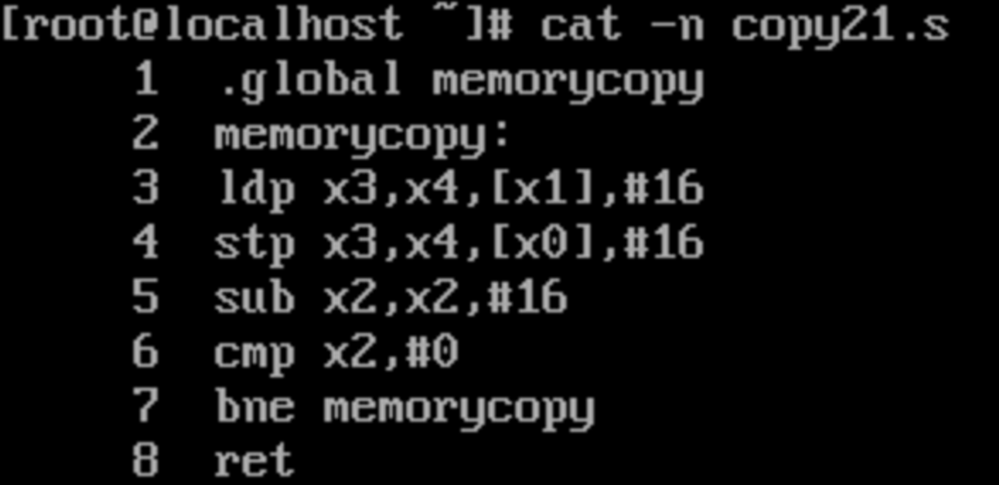 [root@localhost ~]# cat -n copy21.s
1 .global memorycopy
2 memorycopy:
3 ldp x3,x4,[x1],#16
4 stp x3,x4,[x0],#16
5 sub x2,x2,#16
6 cmp x2,#0
7 bne memorycopy
8 ret